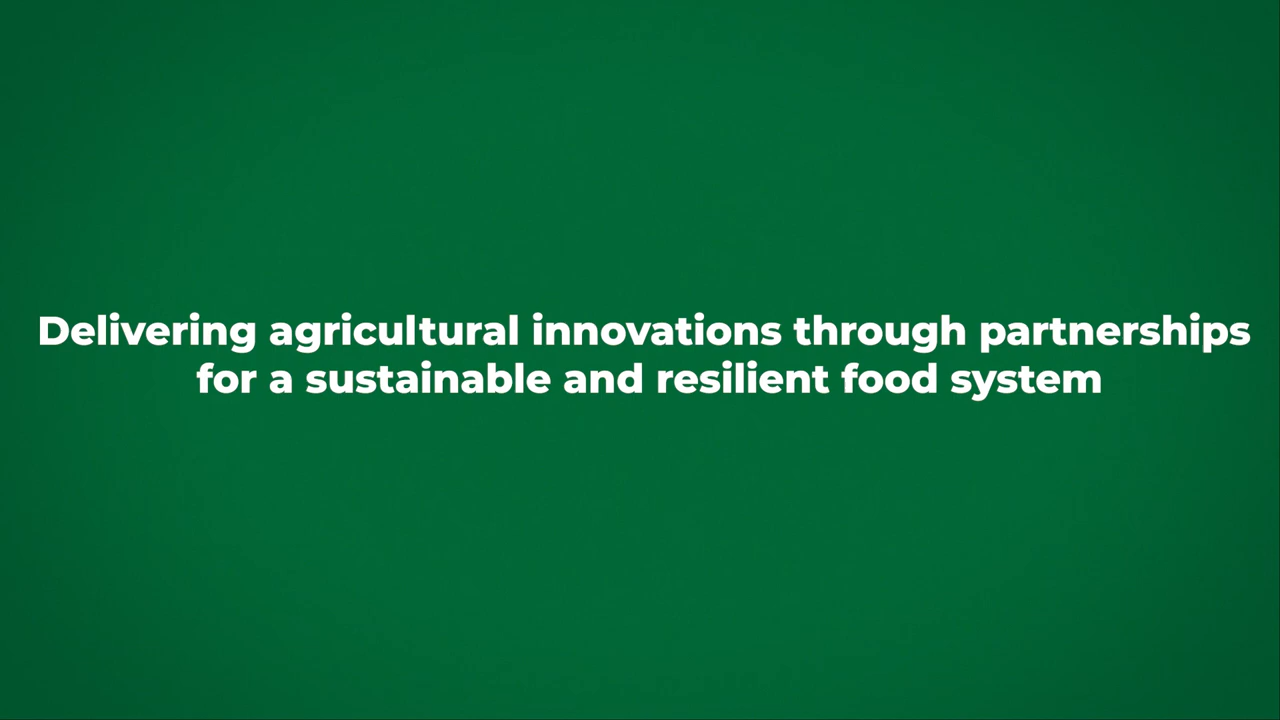 Delivering agricultural innovations through partnerships
for a sustainable and resilient food system